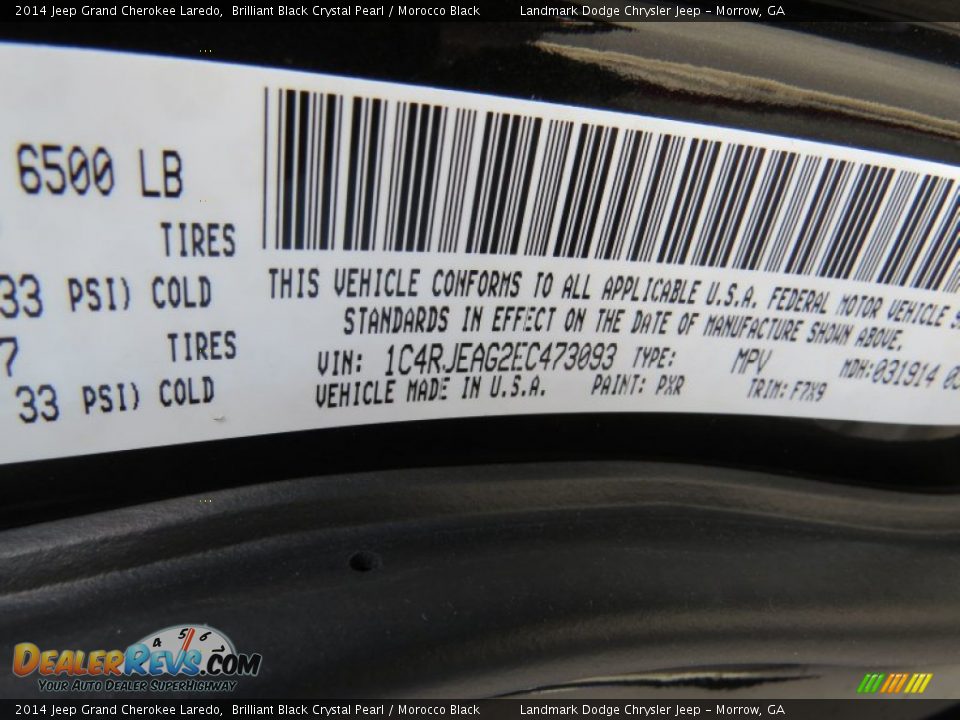 2014 Jeep Grand Cherokee Laredo, Brilliant Black Crystal Pearl / Morocco Black Landmark Dodge Chrysler Jeep - Morrow, GA
6500 LB
TIRES
33 PSI) COLD
7 TIRES
33 PSI) COLD
THIS VEHICLE CONFORMS TO ALL APPLICABLE U.S.A. FEDERAL MOTOR VEHICLE
STANDARDS IN EFFECT ON THE DATE OF MANUFACTURE SHOWN ABOVE.
VIN: 1C4RJEAG2EC473093 TYPE: MPV MDH:031914 03
VEHICLE MADE IN U.S.A. PAINT: PXR TRIM: F7X9
4 5 6
DEALERREVS.COM
YOUR AUTO DEALER SUPERHIGHWAY
2014 Jeep Grand Cherokee Laredo, Brilliant Black Crystal Pearl / Morocco Black Landmark Dodge Chrysler Jeep - Morrow, GA